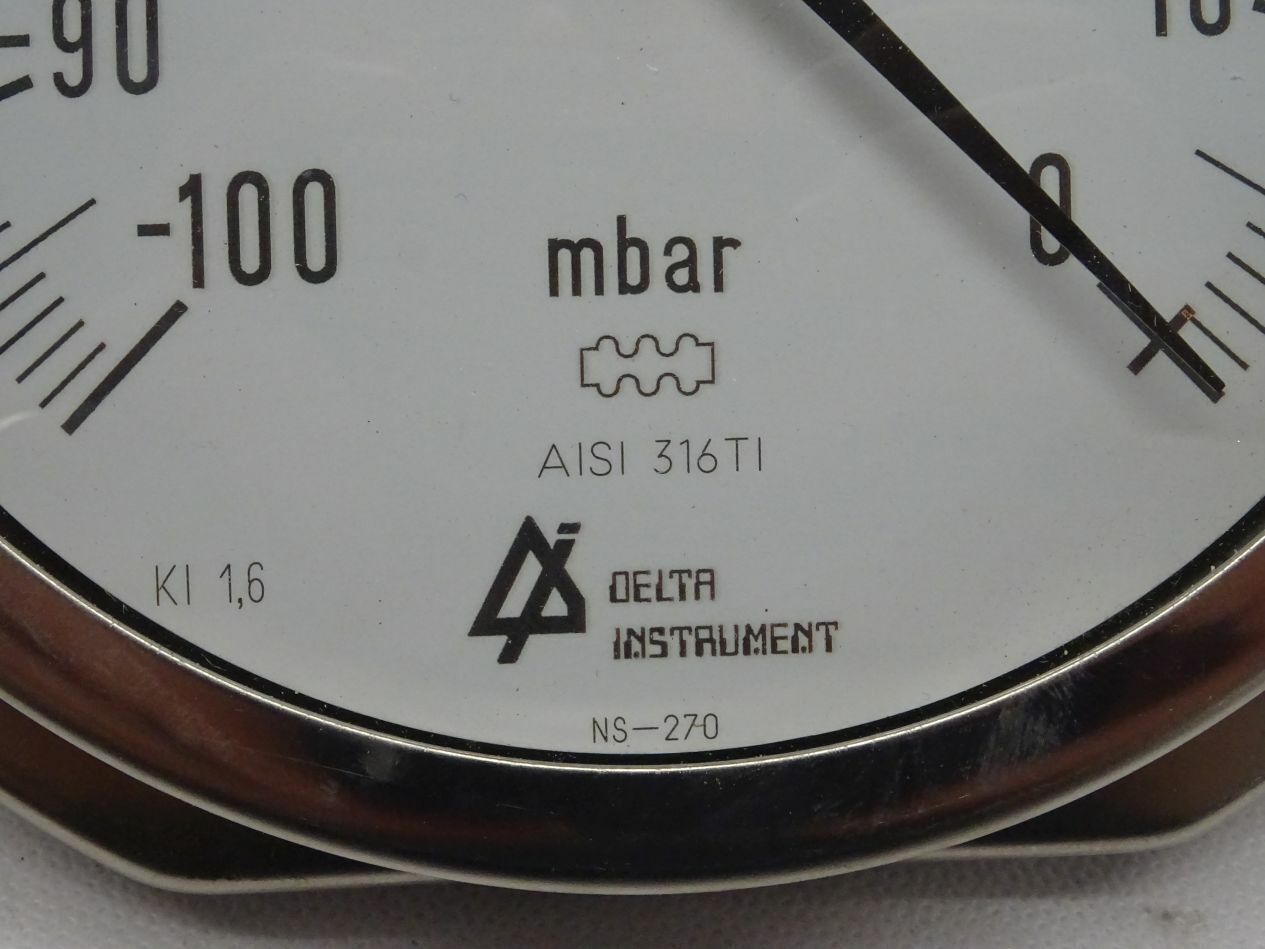 -90
-100
0
mbar
AISI 316TI
KI 1,6
DELTA
INSTRUMENT
NS-270